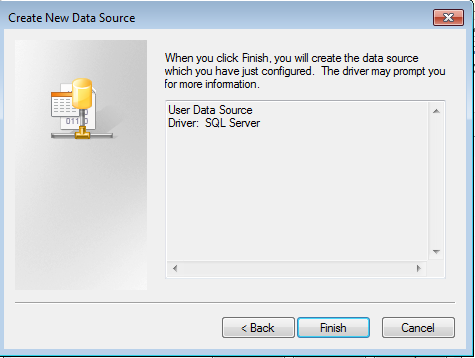 Create New Data Source
When you click Finish, you will create the data source
which you have just configured. The driver may prompt you
for more information.
User Data Source
Driver: SQL Server
01110
< Back
Finish
Cancel